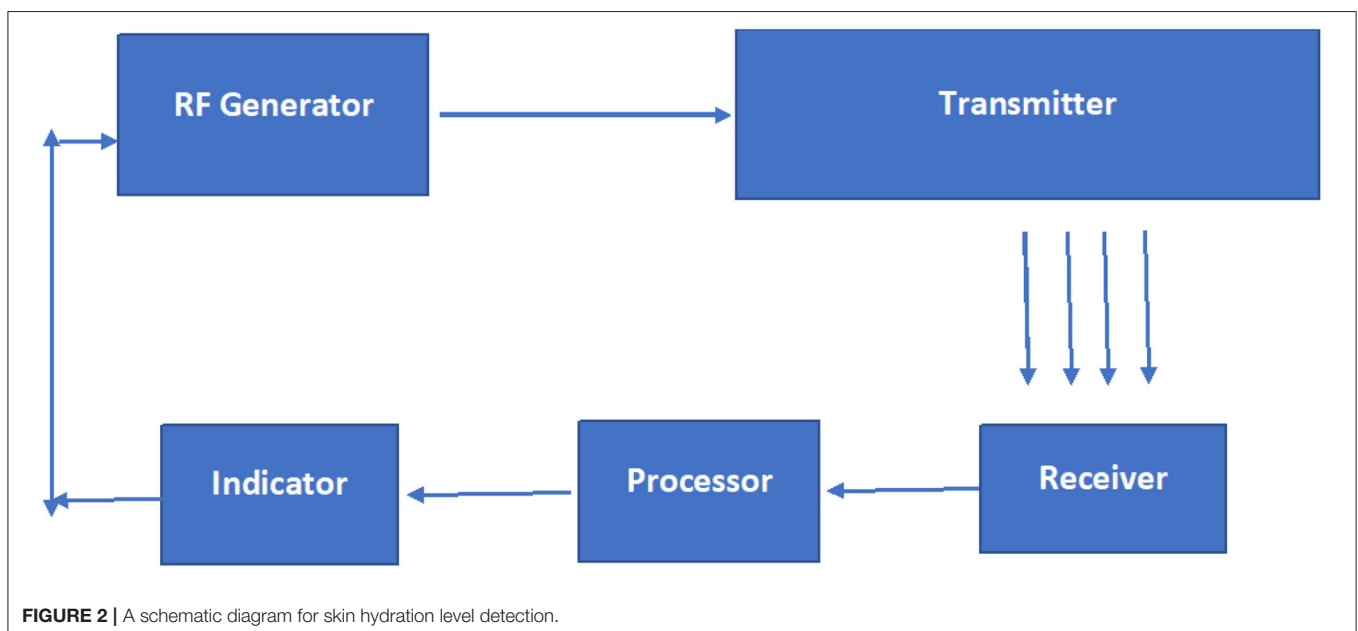 RF Generator
Transmitter
Indicator
Processor
Receiver
FIGURE 2 | A schematic diagram for skin hydration level detection.